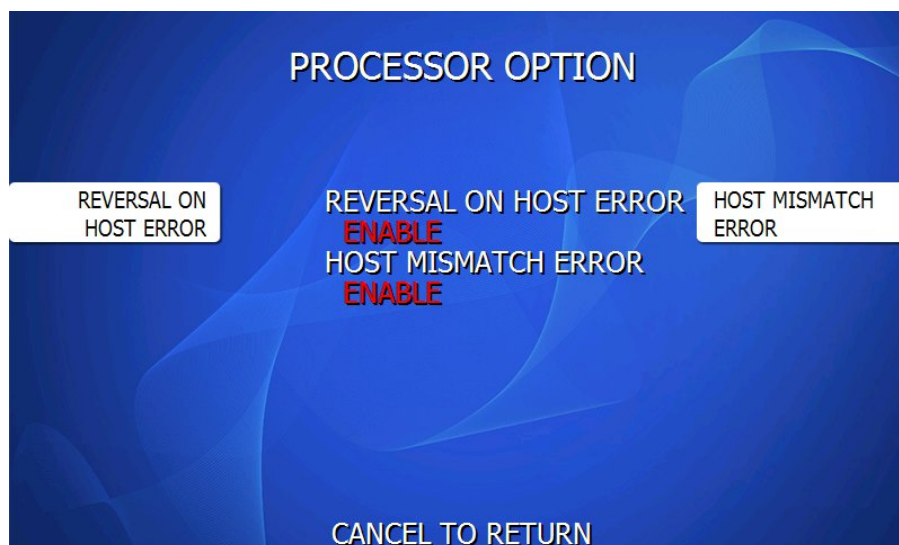 PROCESSOR OPTION
REVERSAL ON
HOST ERROR
REVERSAL ON HOST ERROR
ENABLE
HOST MISMATCH ERROR
ENABLE
HOST MISMATCH
ERROR
CANCEL TO RETURN